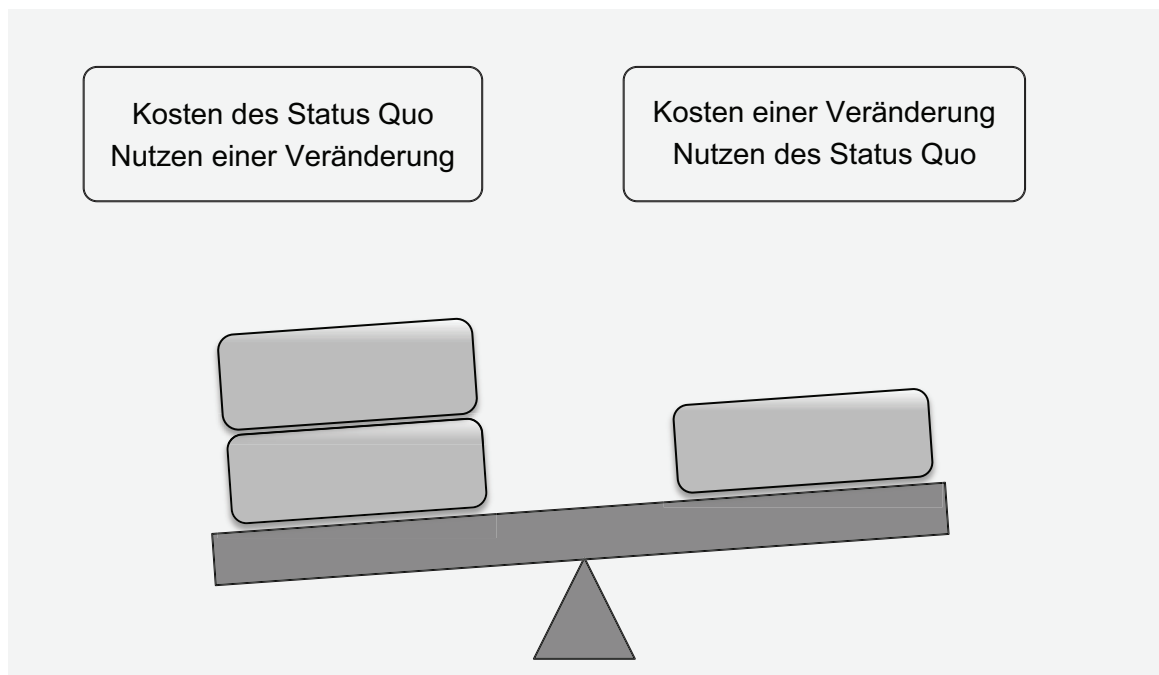 Kosten des Status Quo
Nutzen einer Veränderung
Kosten einer Veränderung
Nutzen des Status Quo